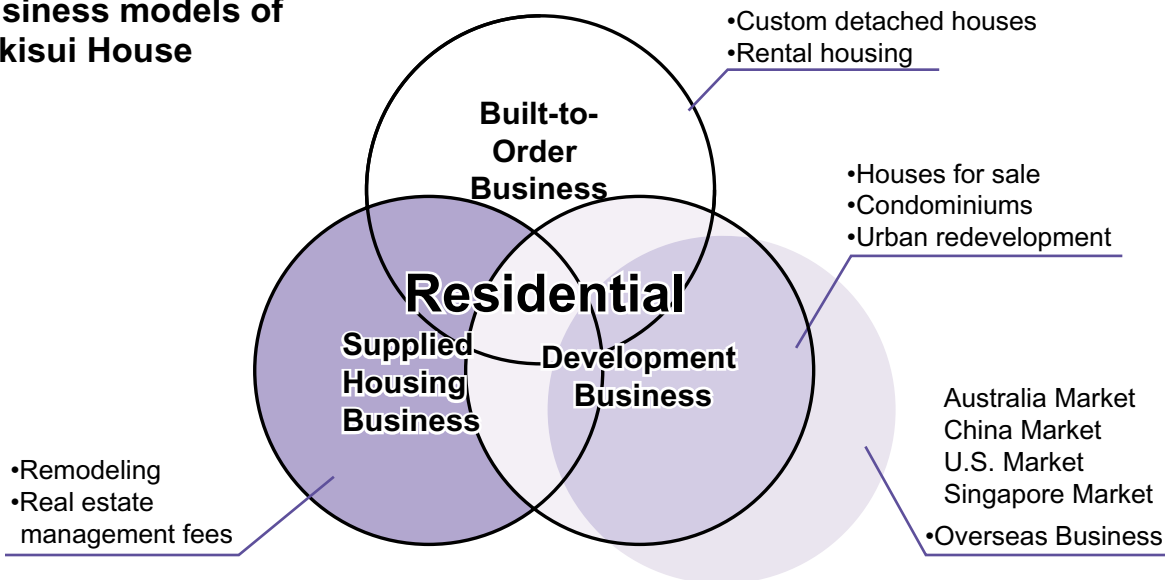 siness models of
kisui House
•Custom detached houses
•Rental housing
Built-to-
Order
Business
•Houses for sale
•Condominiums
•Urban redevelopment
Residential
Supplied
Housing
Business
Development
Business
Australia Market
China Market
U.S. Market
Singapore Market
•Overseas Business
•Remodeling
•Real estate
management fees